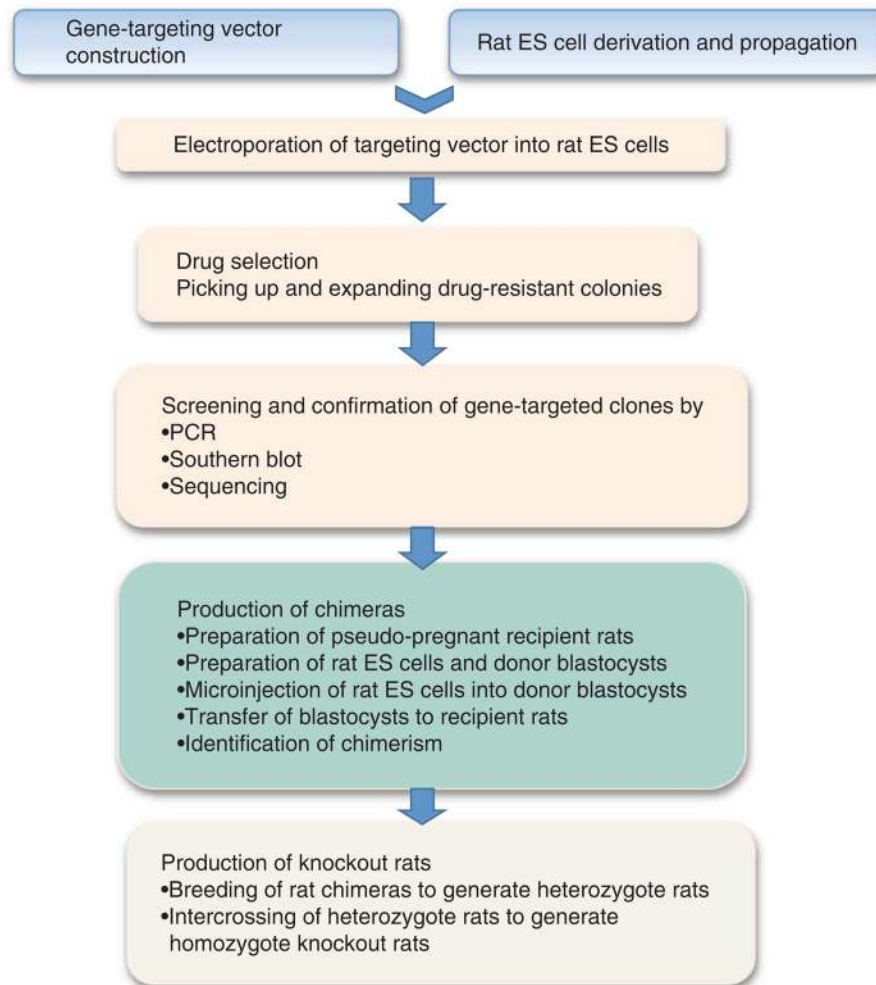 Gene-targeting vector
construction
Rat ES cell derivation and propagation
Electroporation of targeting vector into rat ES cells
Drug selection
Picking up and expanding drug-resistant colonies
Screening and confirmation of gene-targeted clones by
•PCR
•Southern blot
•Sequencing
Production of chimeras
•Preparation of pseudo-pregnant recipient rats
•Preparation of rat ES cells and donor blastocysts
•Microinjection of rat ES cells into donor blastocysts
•Transfer of blastocysts to recipient rats
•Identification of chimerism
Production of knockout rats
•Breeding of rat chimeras to generate heterozygote rats
•Intercrossing of heterozygote rats to generate
homozygote knockout rats